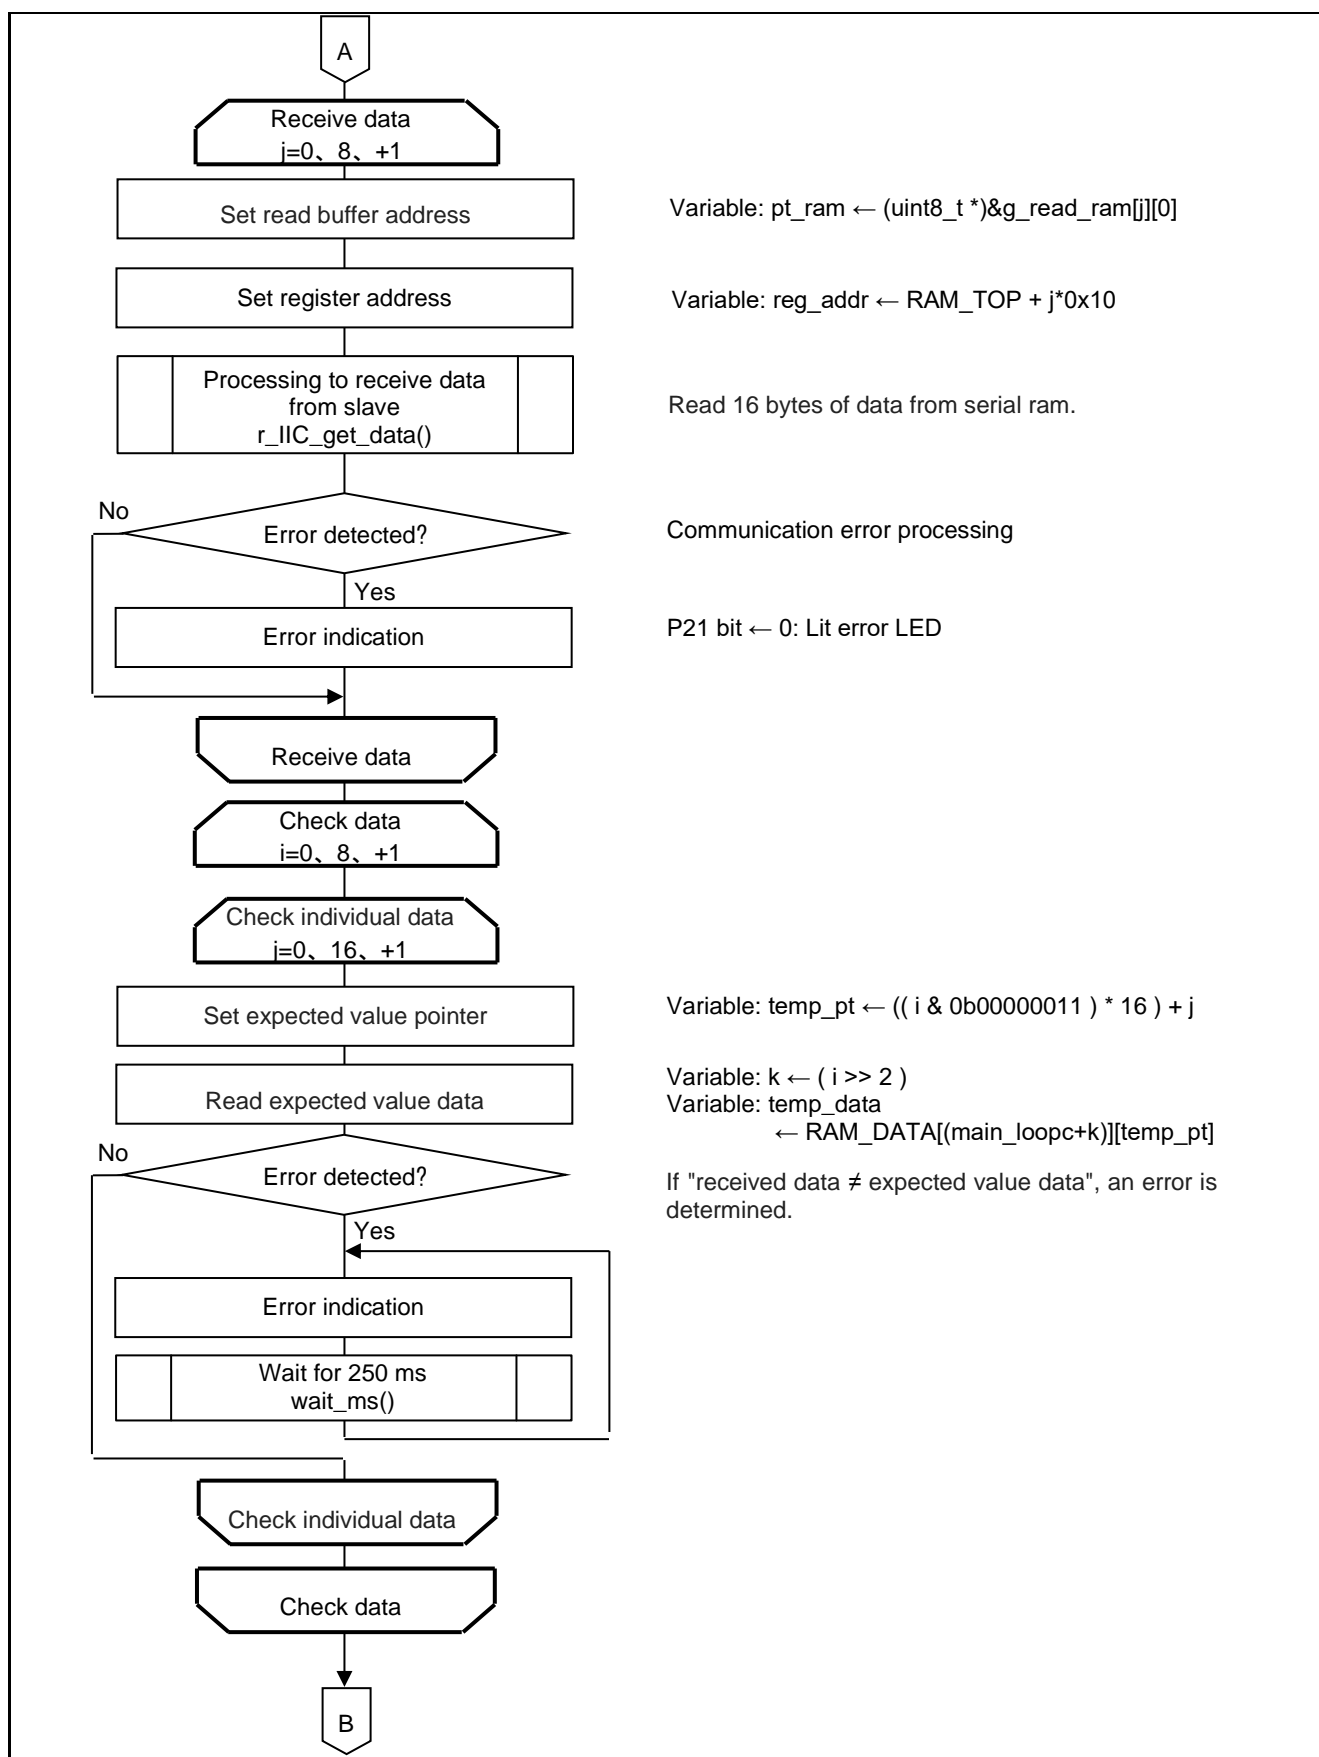 A
Receive data
j=0、8、+1
Set read buffer address
Variable: pt_ram ← (uint8_t *)&g_read_ram[j][0]
Set register address
Variable: reg_addr ← RAM_TOP + j*0x10
Processing to receive data
from slave
r_IIC_get_data()
Read 16 bytes of data from serial ram.
No
Error detected?
Communication error processing
Yes
Error indication
P21 bit ← 0: Lit error LED
Receive data
Check data
i=0、8、+1
Check individual data
j=0、16、+1
Set expected value pointer
Variable: temp_pt ← (( i & 0b00000011 ) * 16 ) + j
Read expected value data
Variable: k ← ( i >> 2 )
Variable: temp_data
← RAM_DATA[(main_loopc+k)][temp_pt]
No
Error detected?
If "received data ≠ expected value data", an error is
determined.
Yes
Error indication
Wait for 250 ms
wait_ms()
Check individual data
Check data
B